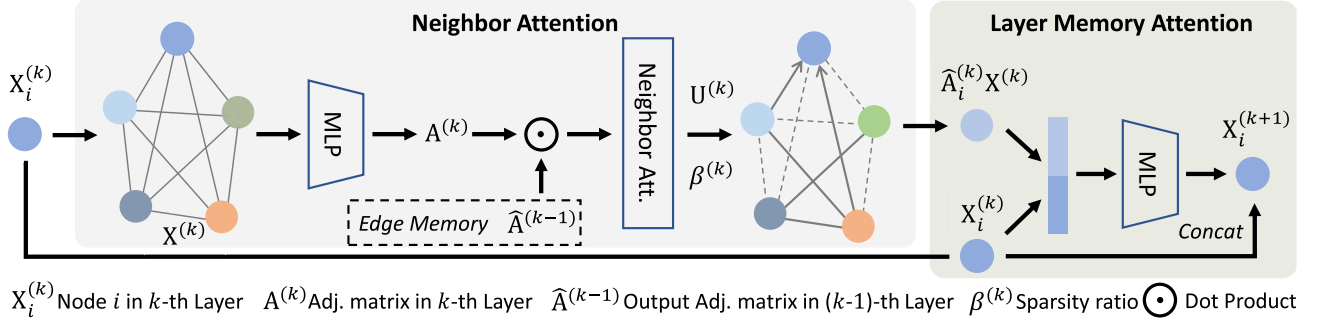 Neighbor Attention
Layer Memory Attention
X_i^(k)
X^(k)
MLP
A^(k)
Edge Memory Â^(k-1)
Neighbor Att.
U^(k)
β^(k)
Â_i^(k) X^(k)
X_i^(k)
MLP
X_i^(k+1)
Concat
X_i^(k) Node i in k-th Layer A^(k) Adj. matrix in k-th Layer Â^(k-1) Output Adj. matrix in (k-1)-th Layer β^(k) Sparsity ratio ⊙ Dot Product